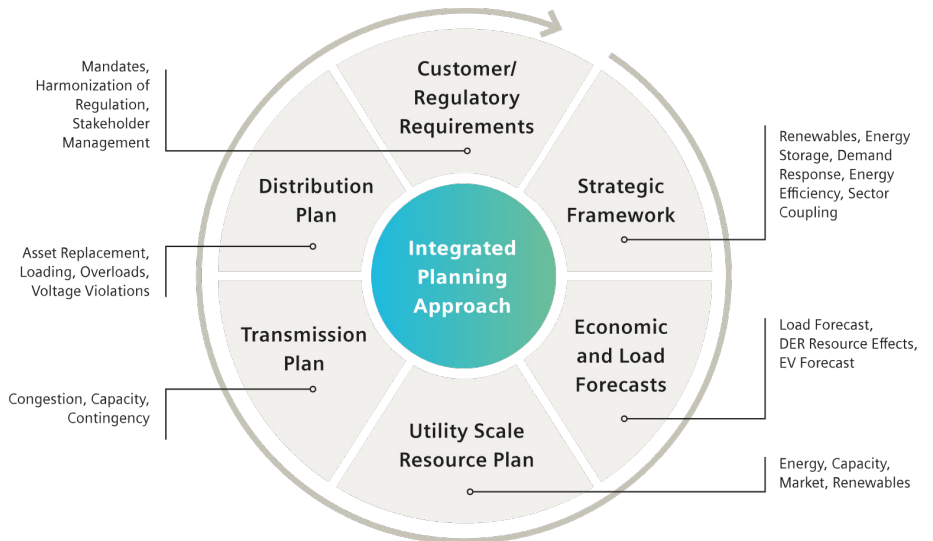 Customer/
Regulatory
Requirements
Mandates,
Harmonization of
Regulation,
Stakeholder
Management
Strategic
Framework
Renewables, Energy
Storage, Demand
Response, Energy
Efficiency, Sector
Coupling
Economic
and Load
Forecasts
Load Forecast,
DER Resource Effects,
EV Forecast
Utility Scale
Resource Plan
Energy, Capacity,
Market, Renewables
Transmission
Plan
Congestion, Capacity,
Contingency
Distribution
Plan
Asset Replacement,
Loading, Overloads,
Voltage Violations
Integrated
Planning
Approach